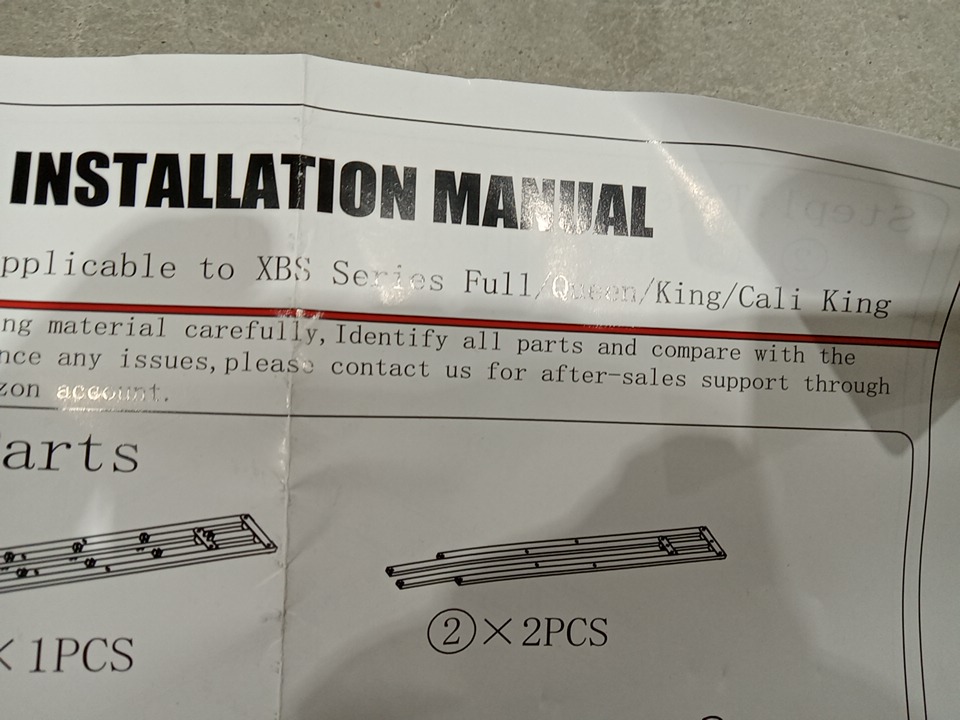 INSTALLATION MANUAL
pplicable to XBS Series Full/Queen/King/Cali King
ng material carefully,Identify all parts and compare with the
nce any issues,please contact us for after-sales support through
zon account.
arts
×1PCS
②×2PCS
Step1